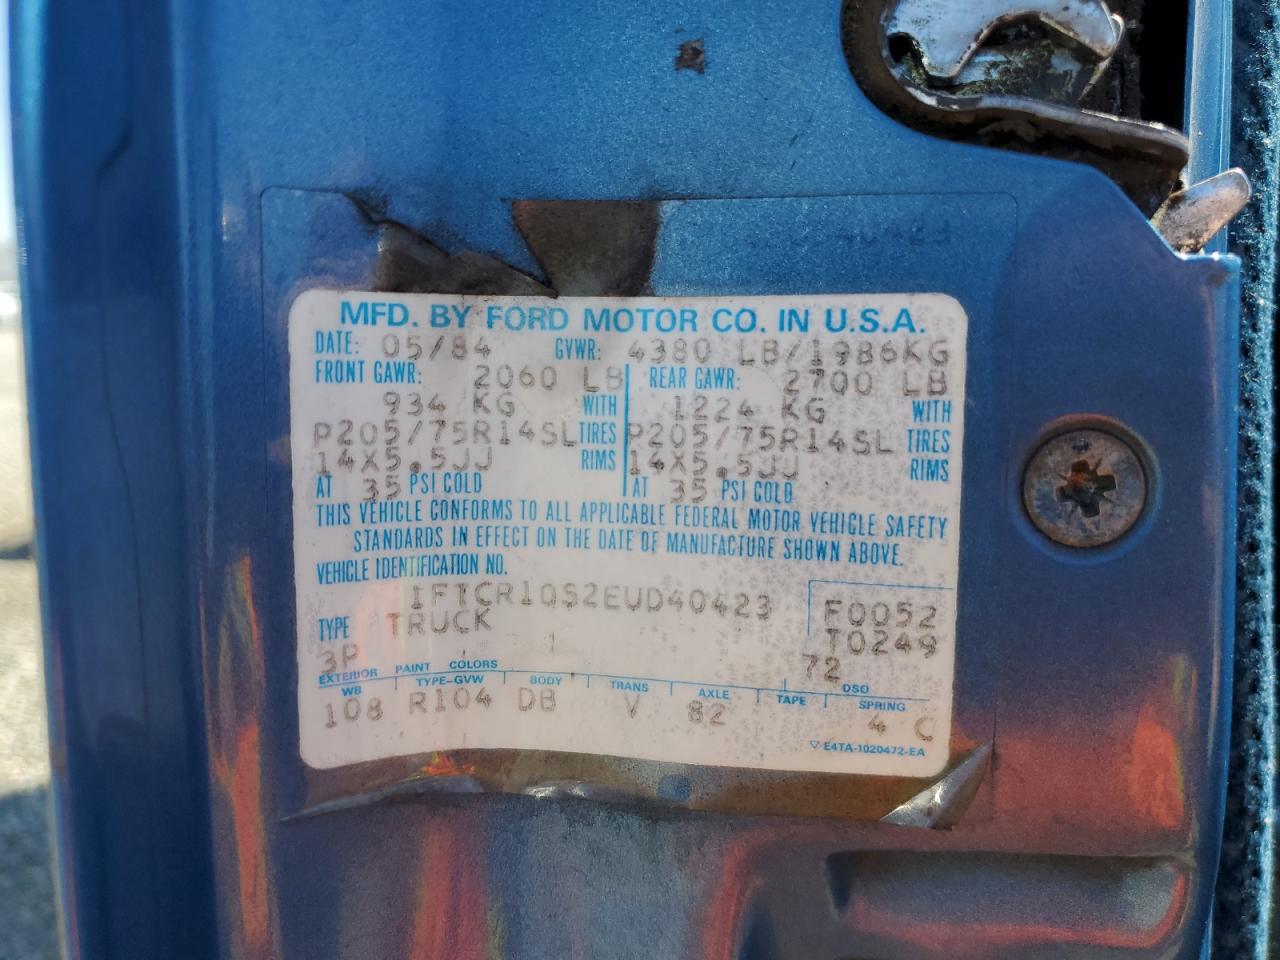 MFD. BY FORD MOTOR CO. IN U.S.A.
DATE: 05/84 GVWR: 4380 LB/1986KG
FRONT GAWR: 2060 LB REAR GAWR: 2700 LB
934 KG WITH 1224 KG WITH
P205/75R14SL TIRES P205/75R14SL TIRES
14X5.5JJ RIMS 14X5.5JJ RIMS
AT 35 PSI COLD AT 35 PSI COLD
THIS VEHICLE CONFORMS TO ALL APPLICABLE FEDERAL MOTOR VEHICLE SAFETY
STANDARDS IN EFFECT ON THE DATE OF MANUFACTURE SHOWN ABOVE.
VEHICLE IDENTIFICATION NO.
1FTCR10S2EUD40423 F0052
TYPE TRUCK T0249
3P 72
EXTERIOR PAINT COLORS DSO
WB TYPE-GVW BODY TRANS AXLE TAPE SPRING
108 R104 DB V 82 4 C
E4TA-1020472-EA